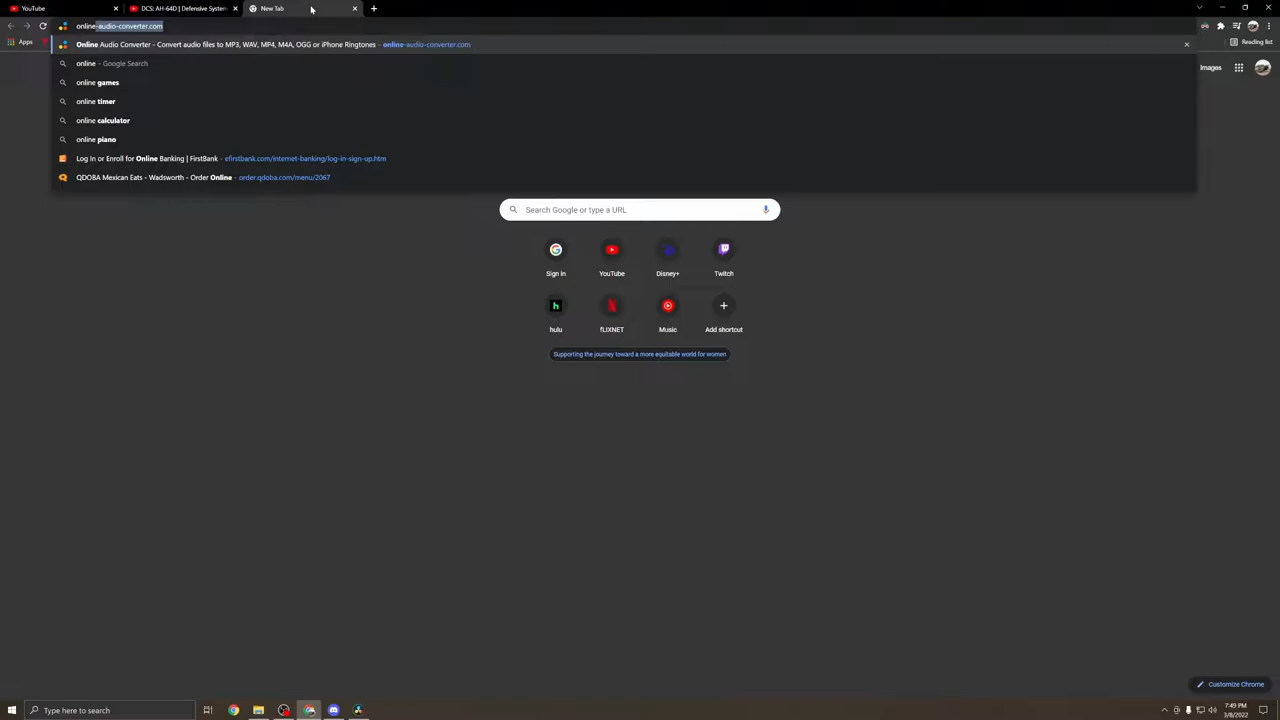 YouTube
DCS: AH-64D | Defensive System
New Tab
online-audio-converter.com
Apps
Reading list
Online Audio Converter - Convert audio files to MP3, WAV, MP4, M4A, OGG or iPhone Ringtones - online-audio-converter.com
online - Google Search
online games
online timer
online calculator
online piano
Log In or Enroll for Online Banking | FirstBank - efirstbank.com/internet-banking/log-in-sign-up.htm
QDOBA Mexican Eats - Wadsworth - Order Online - order.qdoba.com/menu/2067
Images
Search Google or type a URL
Sign in
YouTube
Disney+
Twitch
hulu
fLIXNET
Music
Add shortcut
Supporting the journey toward a more equitable world for women
Customize Chrome
Type here to search
7:49 PM
3/8/2022